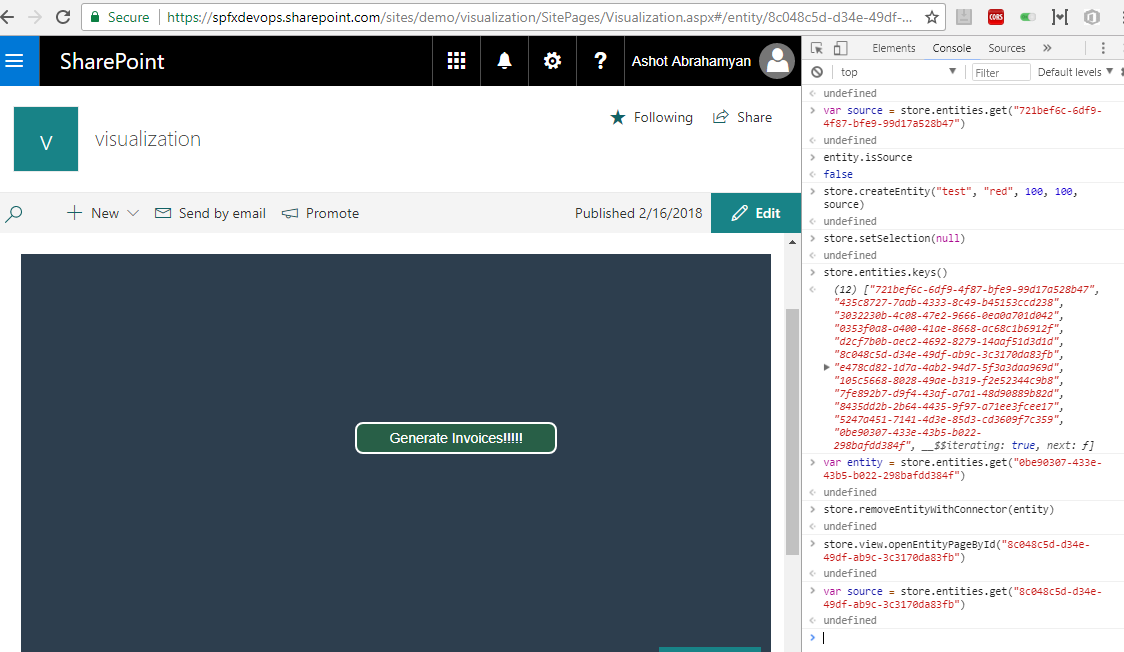 Secure
https://spfxdevops.sharepoint.com/sites/demo/visualization/SitePages/Visualization.aspx#/entity/8c048c5d-d34e-49df-...
CORS
SharePoint
?
Ashot Abrahamyan
V
visualization
Following
Share
New
Send by email
Promote
Published 2/16/2018
Edit
Generate Invoices!!!!!
Elements
Console
Sources
»
top
Filter
Default levels
undefined
var source = store.entities.get("721bef6c-6df9-
4f87-bfe9-99d17a528b47")
undefined
entity.isSource
false
store.createEntity("test", "red", 100, 100,
source)
undefined
store.setSelection(null)
undefined
store.entities.keys()
(12) ["721bef6c-6df9-4f87-bfe9-99d17a528b47",
"435c8727-7aab-4333-8c49-b45153ccd238",
"3032230b-4c08-47e2-9666-0ea0a701d042",
"0353f0a8-a400-41ae-8668-ac68c1b6912f",
"d2cf7b0b-aec2-4692-8279-14aaf51d3d1d",
"8c048c5d-d34e-49df-ab9c-3c3170da83fb",
"e478cd82-1d7a-4ab2-94d7-5f3a3daa969d",
"105c5668-8028-49ae-b319-f2e52344c9b8",
"7fe892b7-d9f4-43af-a7a1-48d90889b82d",
"8435dd2b-2b64-4435-9f97-a71ee3fcee17",
"5247a451-7141-4d3e-85d3-cd3609f7c359",
"0be90307-433e-43b5-b022-
298bafdd384f", __$$iterating: true, next: ƒ]
var entity = store.entities.get("0be90307-433e-
43b5-b022-298bafdd384f")
undefined
store.removeEntityWithConnector(entity)
undefined
store.view.openEntityPageById("8c048c5d-d34e-
49df-ab9c-3c3170da83fb")
undefined
var source = store.entities.get("8c048c5d-d34e-
49df-ab9c-3c3170da83fb")
undefined